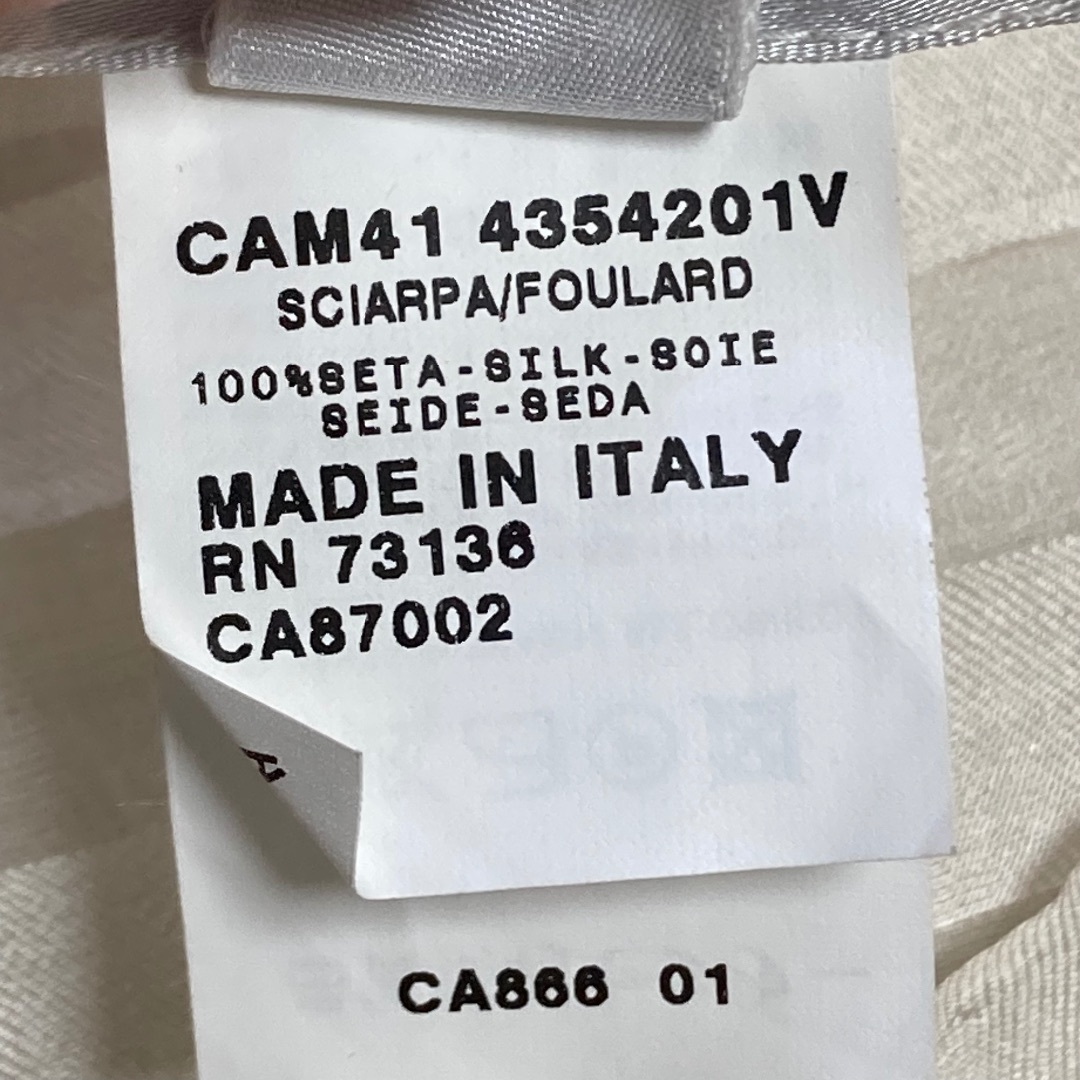 CAM41 4354201V
SCIARPA/FOULARD
100%SETA-SILK-SOIE
SEIDE-SEDA
MADE IN ITALY
RN 73136
CA87002
CA866 01